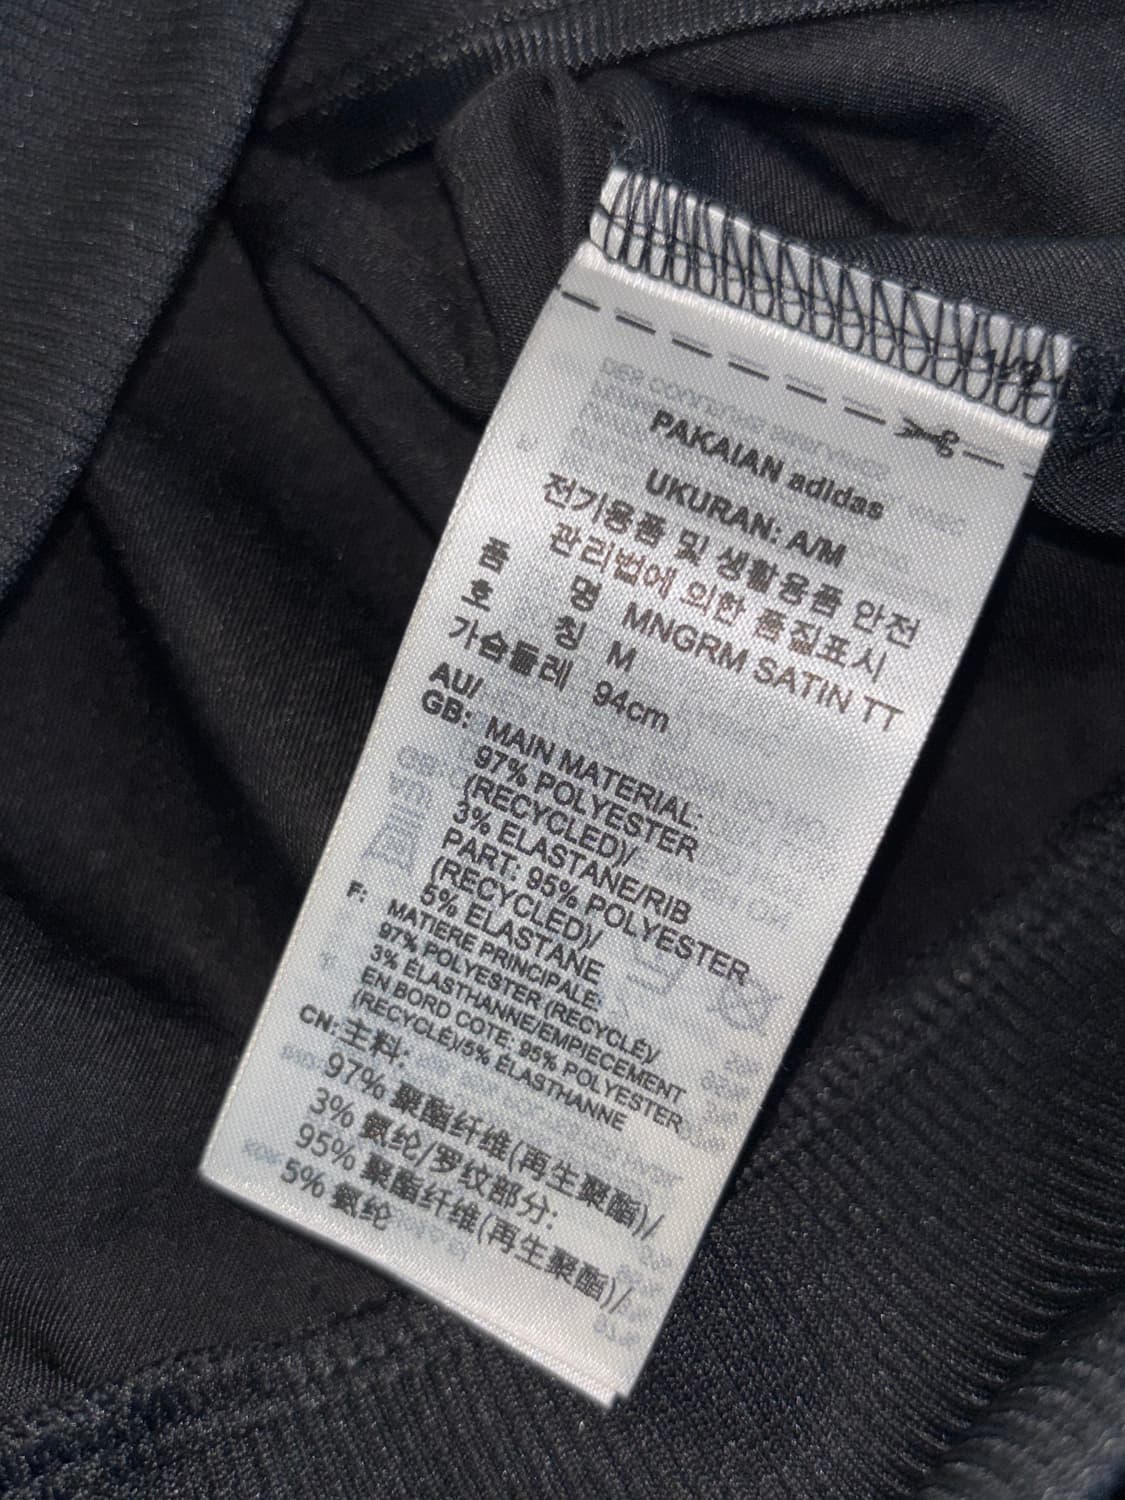 PAKAIAN adidas
UKURAN: A/M
전기용품 및 생활용품 안전
관리법에 의한 품질표시
품 명 MNGRM SATIN TT
호 칭 M
가슴둘레 94cm
AU/
GB: MAIN MATERIAL:
97% POLYESTER
(RECYCLED)/
3% ELASTANE/RIB
PART: 95% POLYESTER
(RECYCLED)/
5% ELASTANE
F: MATIÈRE PRINCIPALE:
97% POLYESTER (RECYCLÉ)/
3% ÉLASTHANNE/EMPIECEMENT
EN BORD COTE: 95% POLYESTER
(RECYCLÉ)/5% ÉLASTHANNE
CN: 主料:
97% 聚酯纤维(再生聚酯)/
3% 氨纶/罗纹部分:
95% 聚酯纤维(再生聚酯)/
5% 氨纶